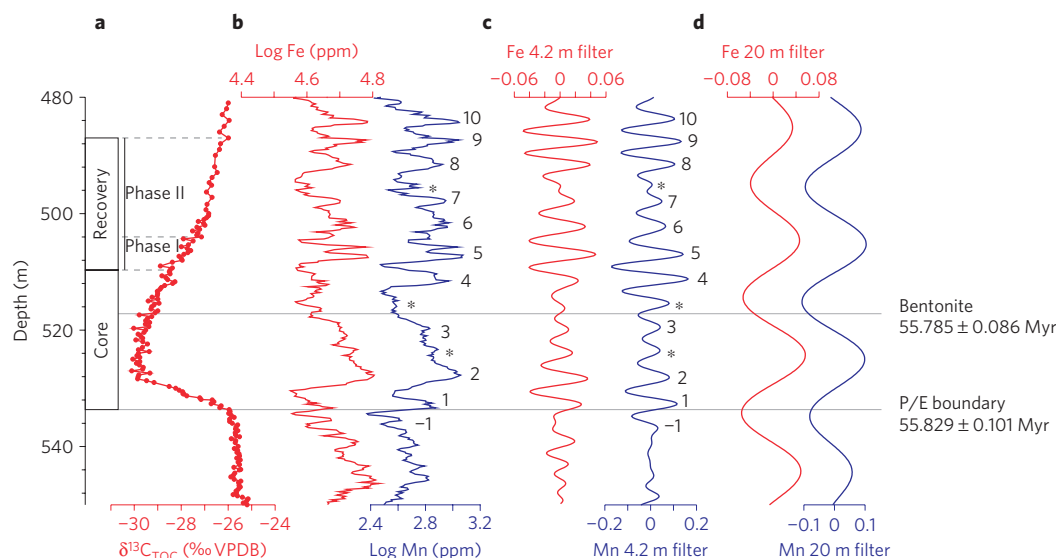 a
b
c
d
Log Fe (ppm)
Fe 4.2 m filter
Fe 20 m filter
4.4 4.6 4.8
−0.06 0 0.06
−0.08 0.08
480
500
520
540
Depth (m)
Recovery
Core
Phase II
Phase I
10
9
8
*
7
6
5
4
*
3
*
2
1
−1
10
9
8
*
7
6
5
4
*
3
*
2
1
−1
Bentonite
55.785 ± 0.086 Myr
P/E boundary
55.829 ± 0.101 Myr
−30 −28 −26 −24
δ13CTOC (‰ VPDB)
2.4 2.8 3.2
Log Mn (ppm)
−0.2 0 0.2
Mn 4.2 m filter
−0.1 0 0.1
Mn 20 m filter